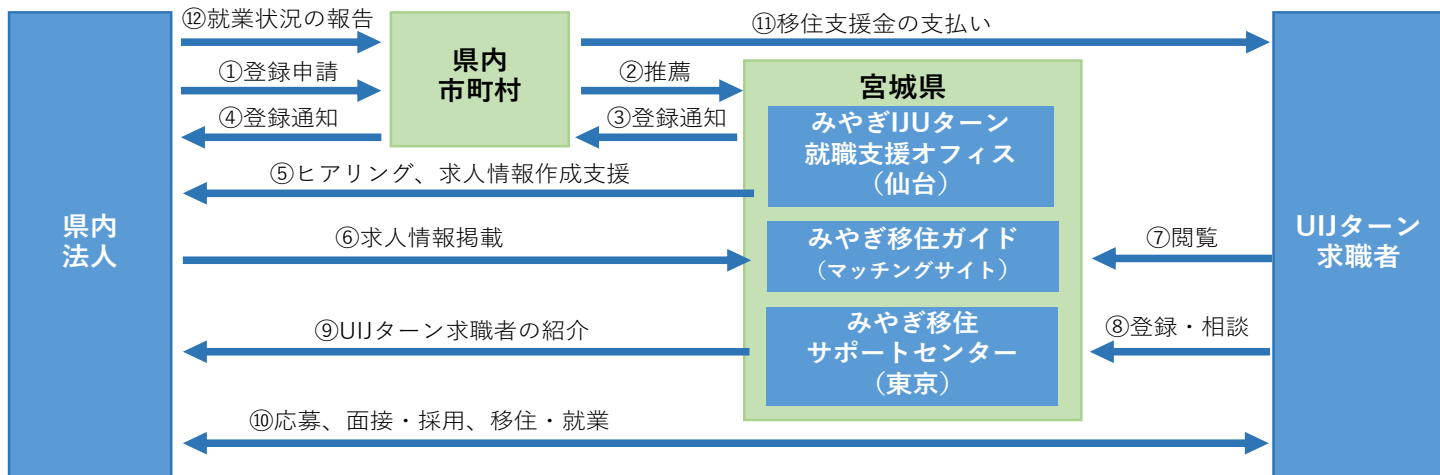 ⑫就業状況の報告
⑪移住支援金の支払い
県内
市町村
①登録申請
②推薦
宮城県
④登録通知
③登録通知
みやぎIJUターン
就職支援オフィス
（仙台）
⑤ヒアリング、求人情報作成支援
県内
法人
⑥求人情報掲載
みやぎ移住ガイド
（マッチングサイト）
⑦閲覧
UIJターン
求職者
⑨UIJターン求職者の紹介
みやぎ移住
サポートセンター
（東京）
⑧登録・相談
⑩応募、面接・採用、移住・就業